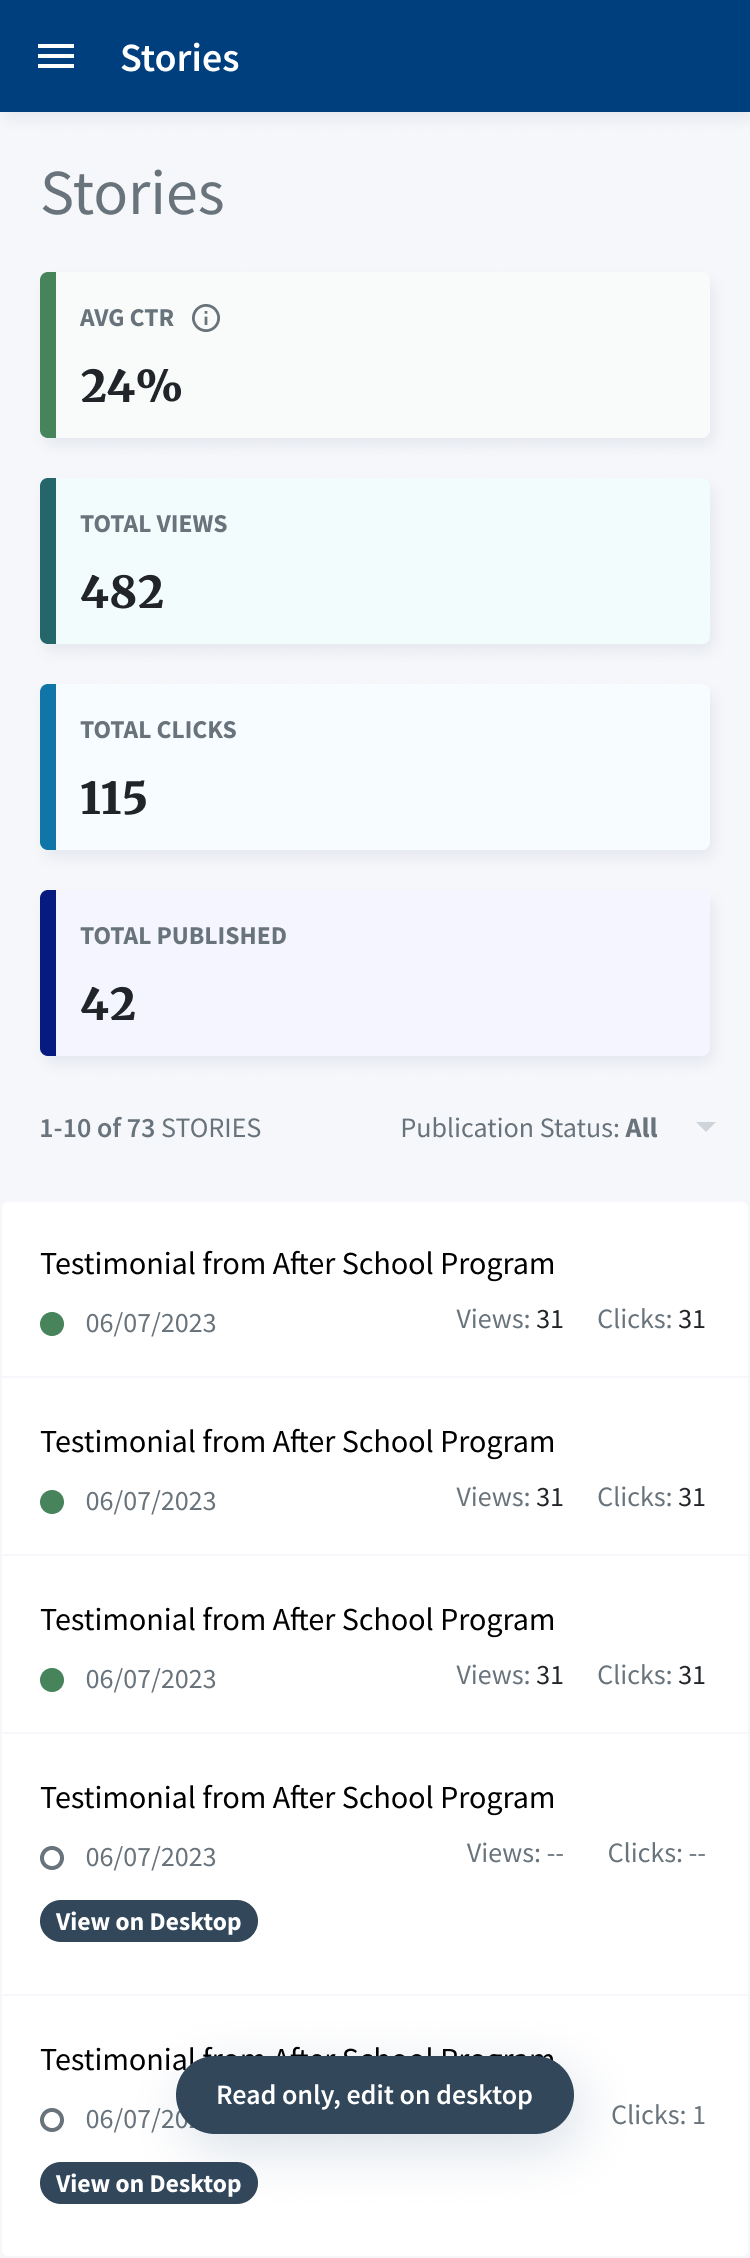 Stories
Stories
AVG CTR
24%
TOTAL VIEWS
482
TOTAL CLICKS
115
TOTAL PUBLISHED
42
1-10 of 73 STORIES Publication Status: All
Testimonial from After School Program
06/07/2023 Views: 31 Clicks: 31
Testimonial from After School Program
06/07/2023 Views: 31 Clicks: 31
Testimonial from After School Program
06/07/2023 Views: 31 Clicks: 31
Testimonial from After School Program
06/07/2023 Views: -- Clicks: --
View on Desktop
Testimonial from After School Program
Read only, edit on desktop
06/07/20 Clicks: 1
View on Desktop